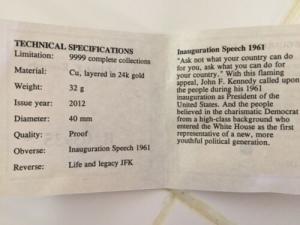 TECHNICAL SPECIFICATIONS
Limitation: 9999 complete collections
Material: Cu, layered in 24k gold
Weight: 32 g
Issue year: 2012
Diameter: 40 mm
Quality: Proof
Obverse: Inauguration Speech 1961
Reverse: Life and legacy JFK
Inauguration Speech 1961
"Ask not what your country can do
for you, ask what you can do for
your country." With this flaming
appeal, John F. Kennedy called upon
the people during his 1961
inauguration as President of the
United States. And the people
believed in the charismatic Democrat
from a high-class background who
entered the White House as the first
representative of a new, more
youthful political generation.